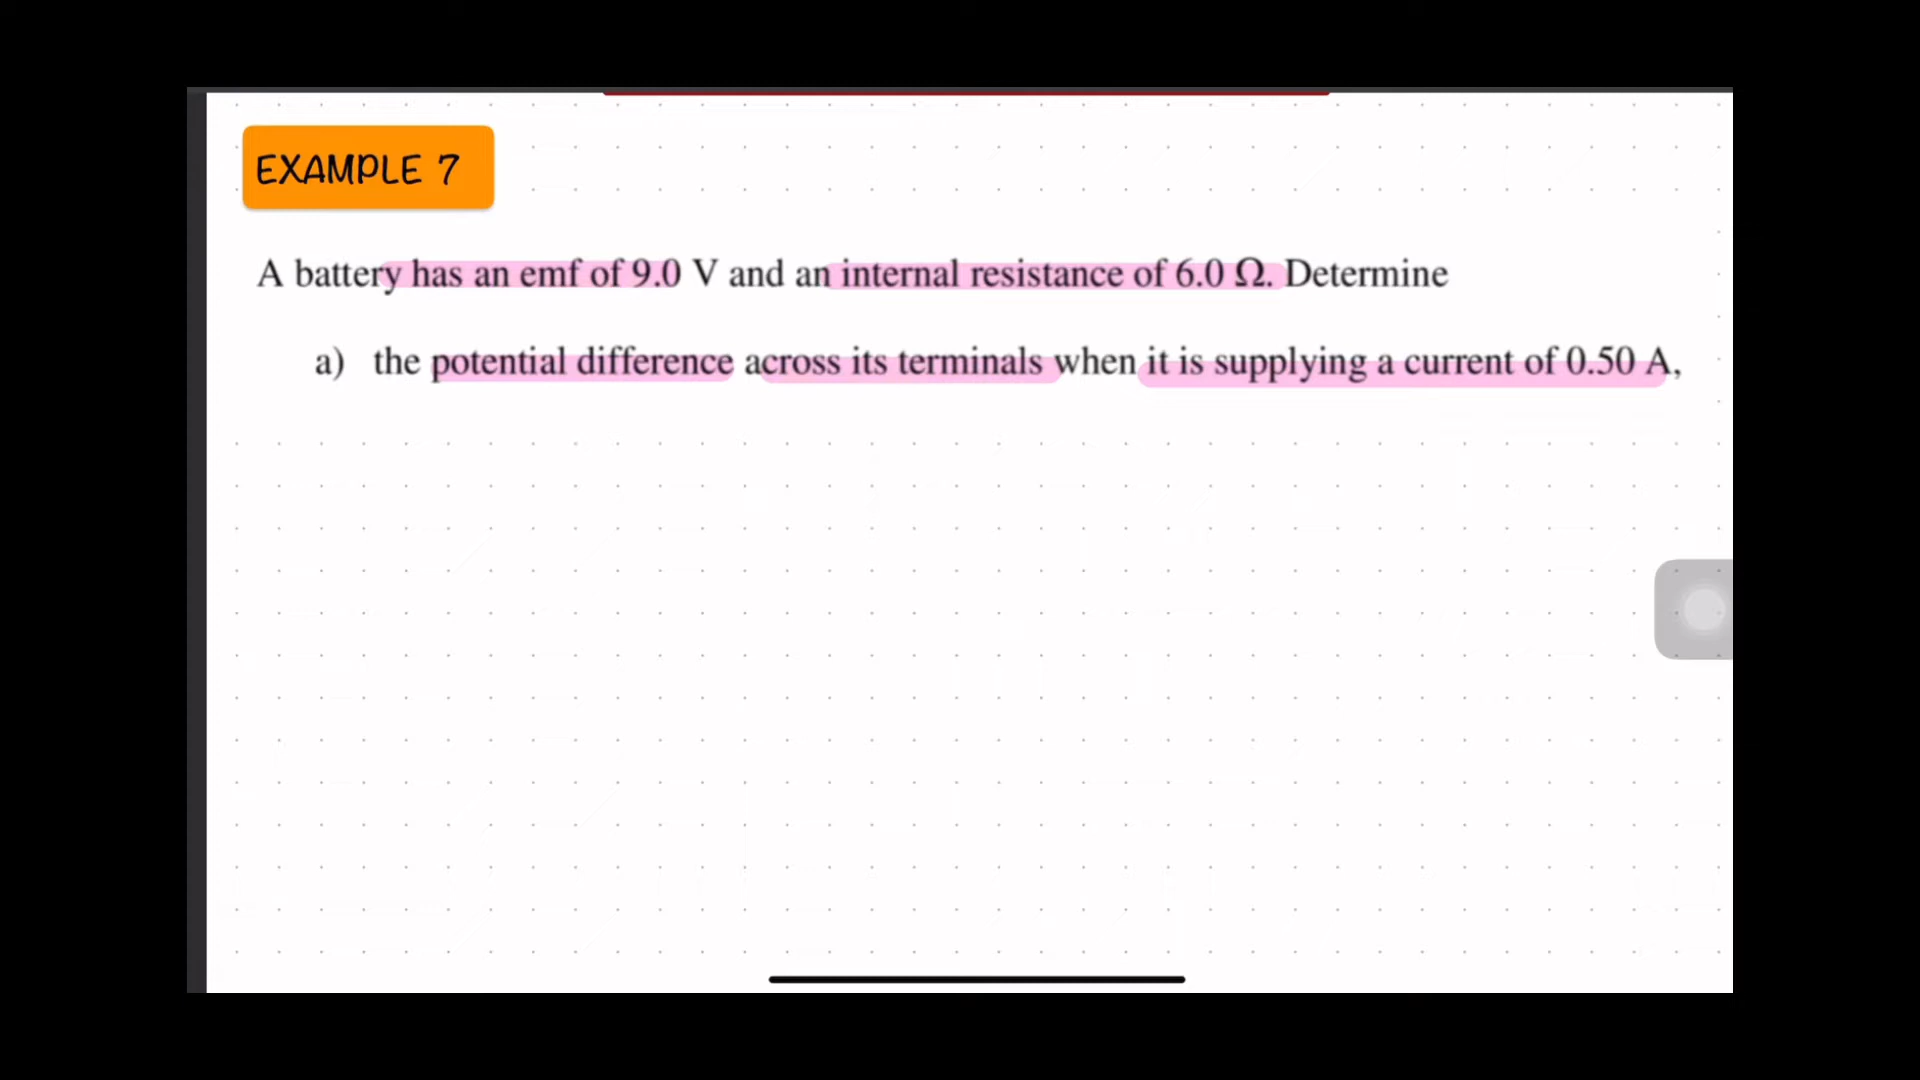 EXAMPLE 7
A battery has an emf of 9.0 V and an internal resistance of 6.0 Ω. Determine
a) the potential difference across its terminals when it is supplying a current of 0.50 A,